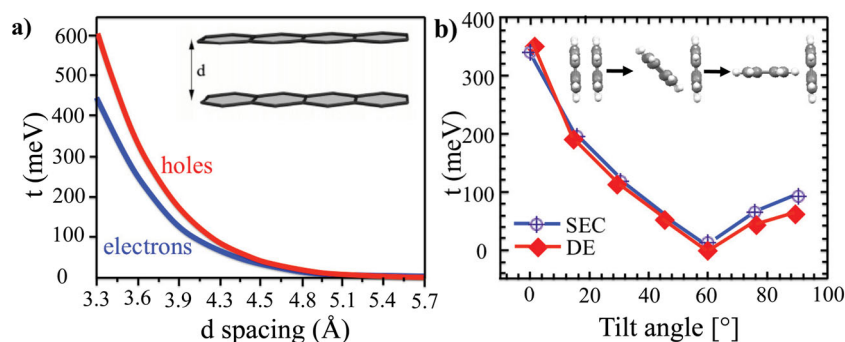 a)
600
500
400
300
200
100
0
t (meV)
d
holes
electrons
3.3 3.6 3.9 4.3 4.5 4.8 5.1 5.4 5.7
d spacing (Å)
b)
400
300
200
100
0
t (meV)
SEC
DE
0 20 40 60 80 100
Tilt angle [°]